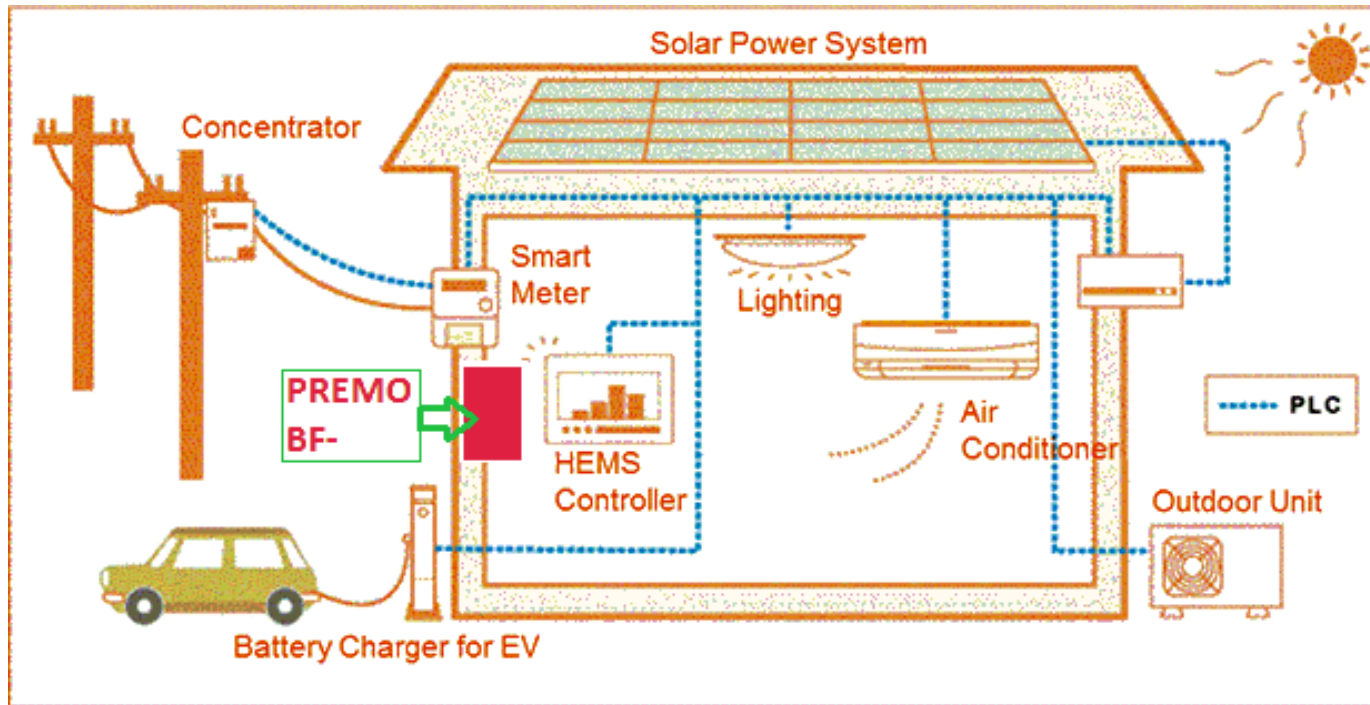 Solar Power System
Concentrator
Smart
Meter
Lighting
PREMO
BF-
HEMS
Controller
Air
Conditioner
PLC
Outdoor Unit
Battery Charger for EV